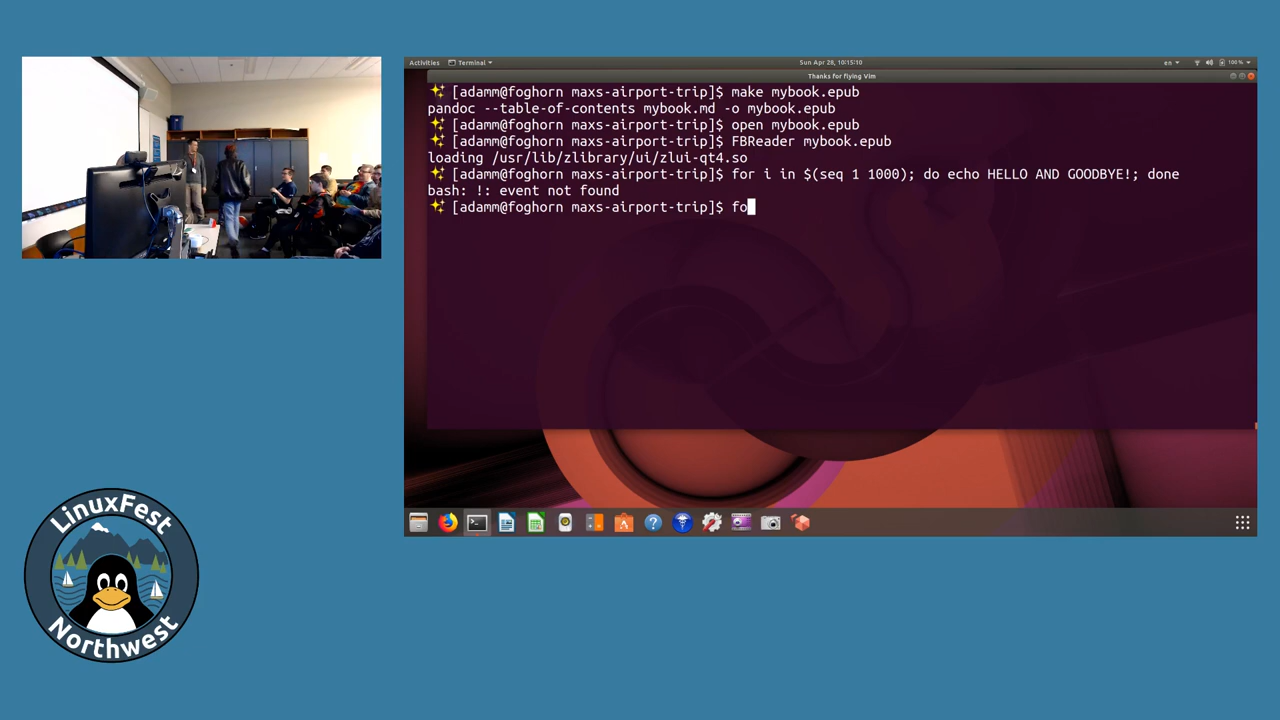 Activities Terminal Sun Apr 28, 10:15:10 en 100%
Thanks for flying Vim
✨ [adamm@foghorn maxs-airport-trip]$ make mybook.epub
pandoc --table-of-contents mybook.md -o mybook.epub
✨ [adamm@foghorn maxs-airport-trip]$ open mybook.epub
✨ [adamm@foghorn maxs-airport-trip]$ FBReader mybook.epub
loading /usr/lib/zlibrary/ui/zlui-qt4.so
✨ [adamm@foghorn maxs-airport-trip]$ for i in $(seq 1 1000); do echo HELLO AND GOODBYE!; done
bash: !: event not found
✨ [adamm@foghorn maxs-airport-trip]$ fo
LinuxFest
Northwest